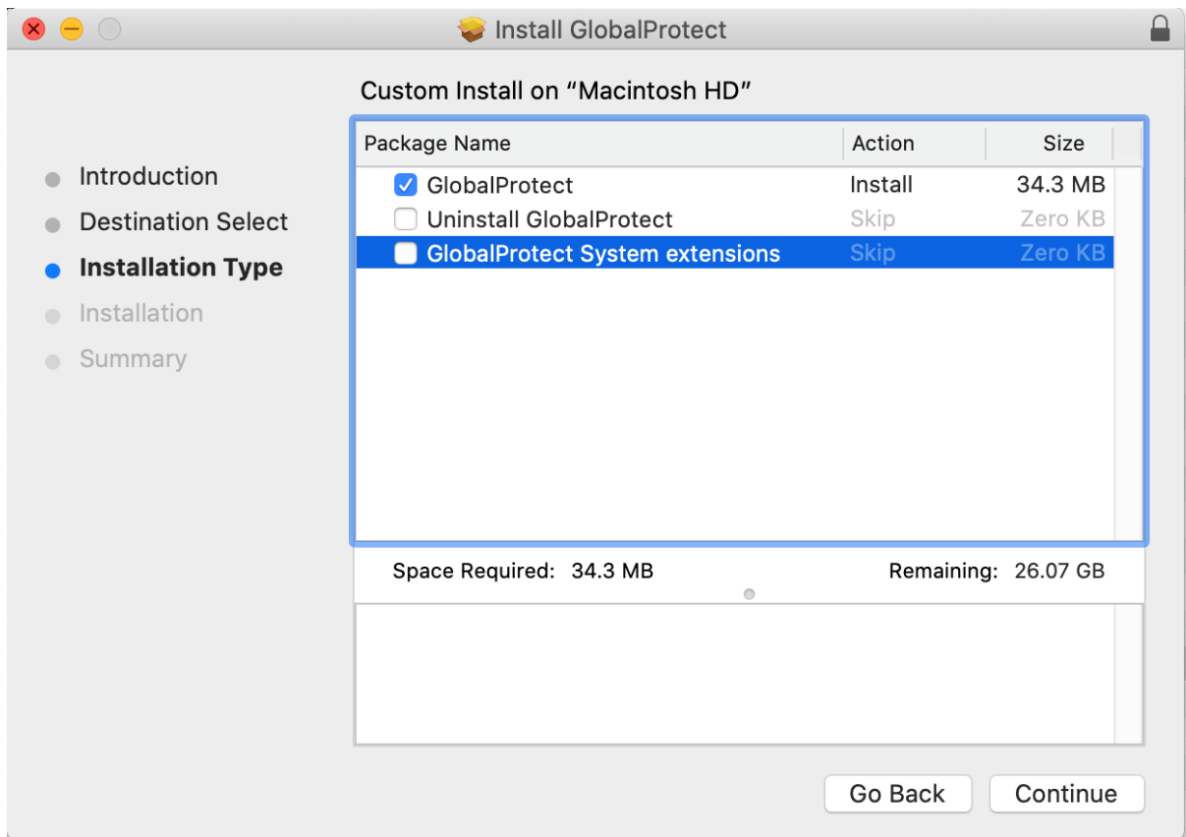 Install GlobalProtect
Custom Install on “Macintosh HD”
Introduction
Destination Select
Installation Type
Installation
Summary
Package Name Action Size
GlobalProtect Install 34.3 MB
Uninstall GlobalProtect Skip Zero KB
GlobalProtect System extensions Skip Zero KB
Space Required: 34.3 MB Remaining: 26.07 GB
Go Back Continue